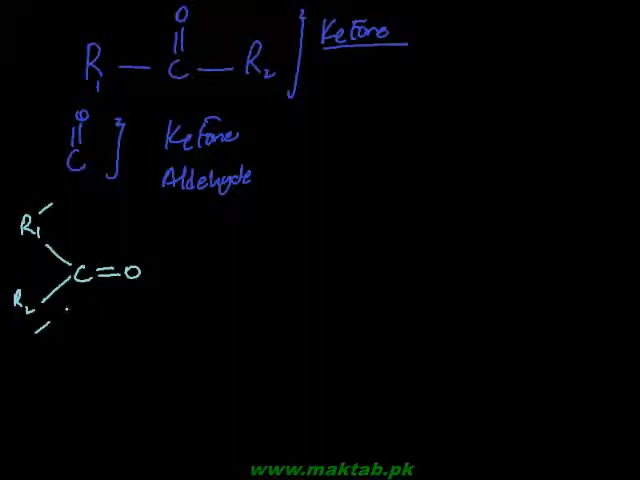 O
R1 — C — R2 Ketone
O
C Ketone
Aldehyde
R1
C=O
R2
www.maktab.pk